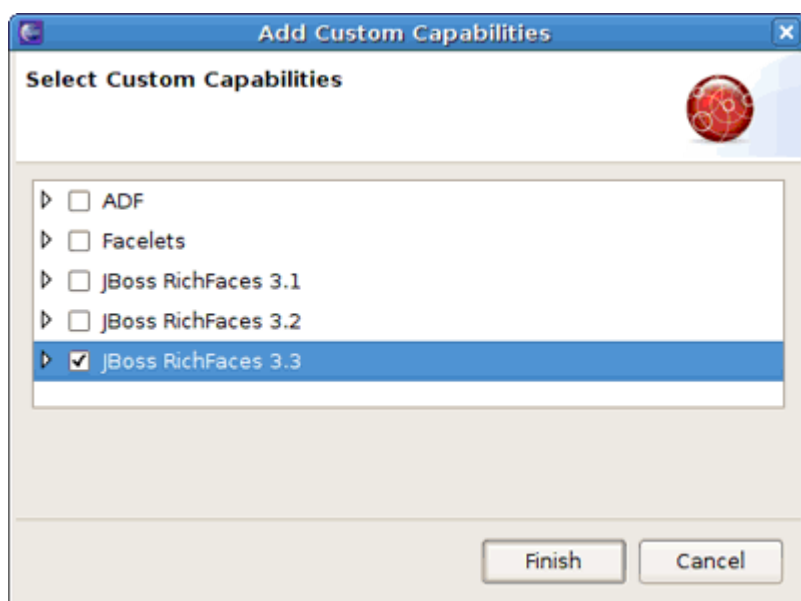 Add Custom Capabilities
Select Custom Capabilities
ADF
Facelets
JBoss RichFaces 3.1
JBoss RichFaces 3.2
JBoss RichFaces 3.3
Finish Cancel